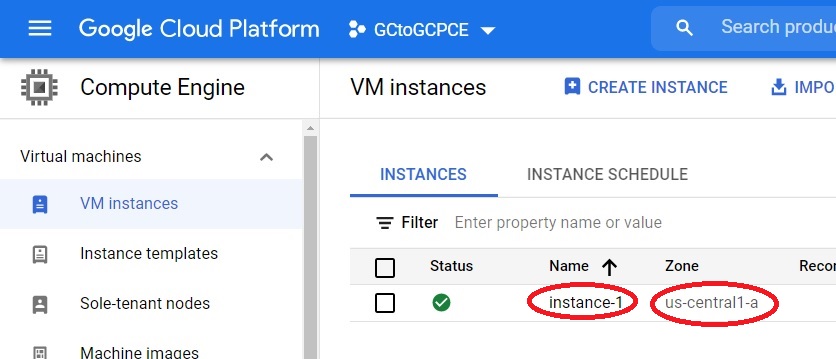 Google Cloud Platform GCtoGCPCE Search produ
Compute Engine
VM instances CREATE INSTANCE IMPO
Virtual machines
VM instances
Instance templates
Sole-tenant nodes
Machine images
INSTANCES INSTANCE SCHEDULE
Filter Enter property name or value
Status Name Zone Recon
instance-1 us-central1-a